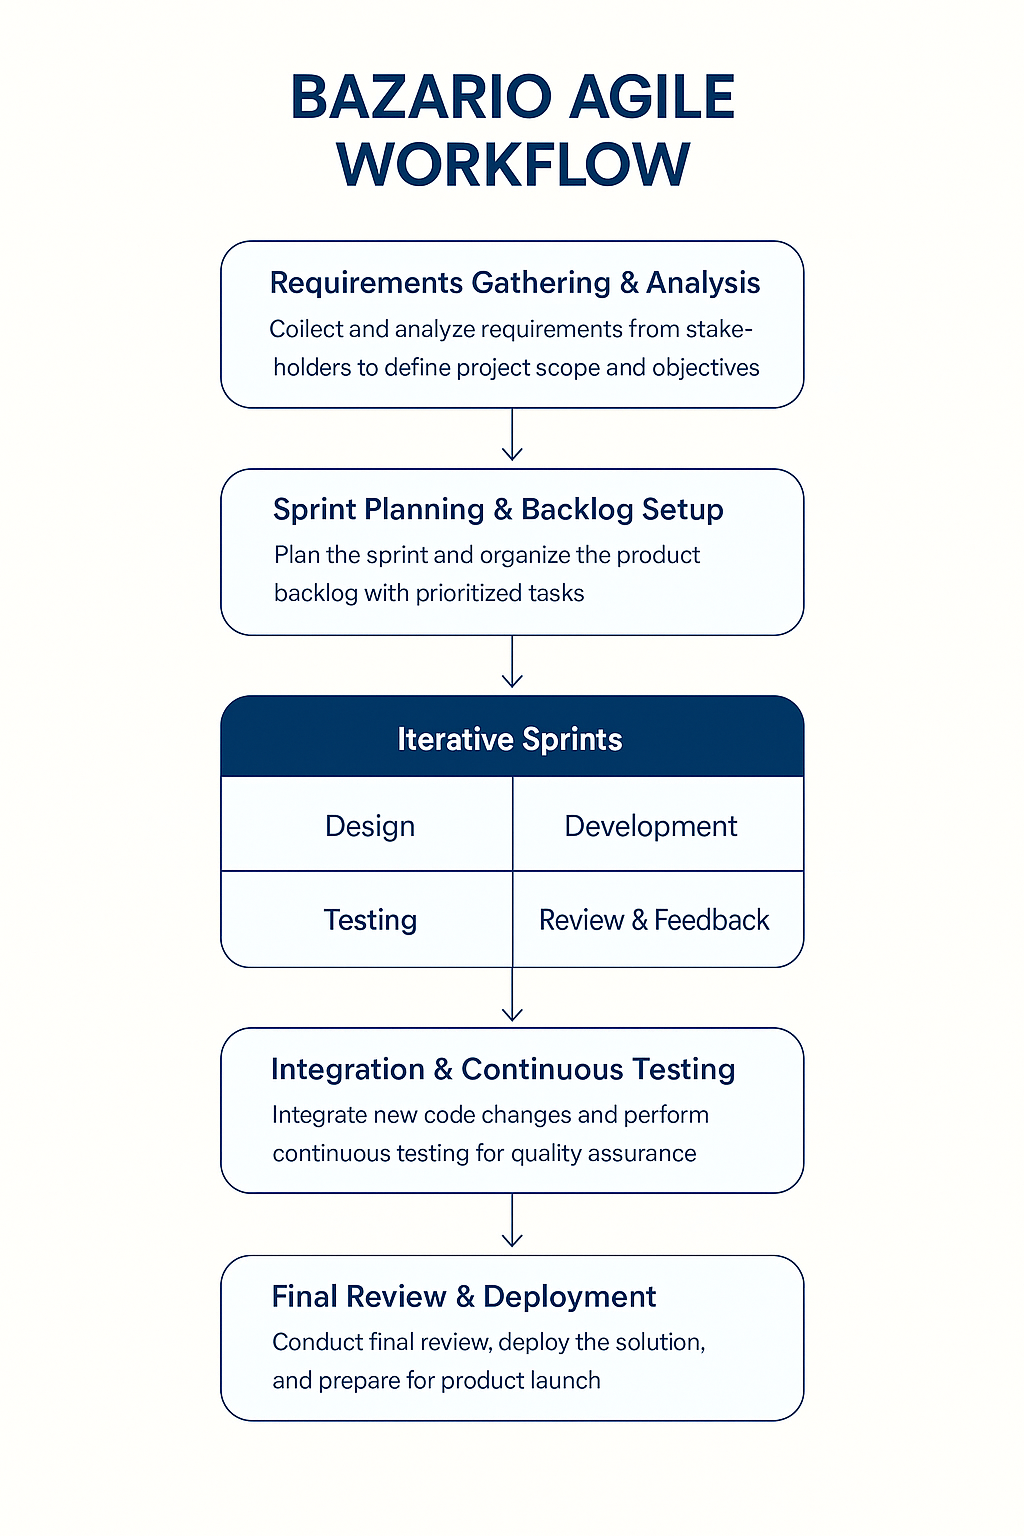 BAZARIO AGILE
WORKFLOW
Requirements Gathering & Analysis
Coilect and analyze requirements from stake-
holders to define project scope and objectives
Sprint Planning & Backlog Setup
Plan the sprint and organize the product
backlog with prioritized tasks
Iterative Sprints
Design
Development
Testing
Review & Feedback
Integration & Continuous Testing
Integrate new code changes and perform
continuous testing for quality assurance
Final Review & Deployment
Conduct final review, deploy the solution,
and prepare for product launch